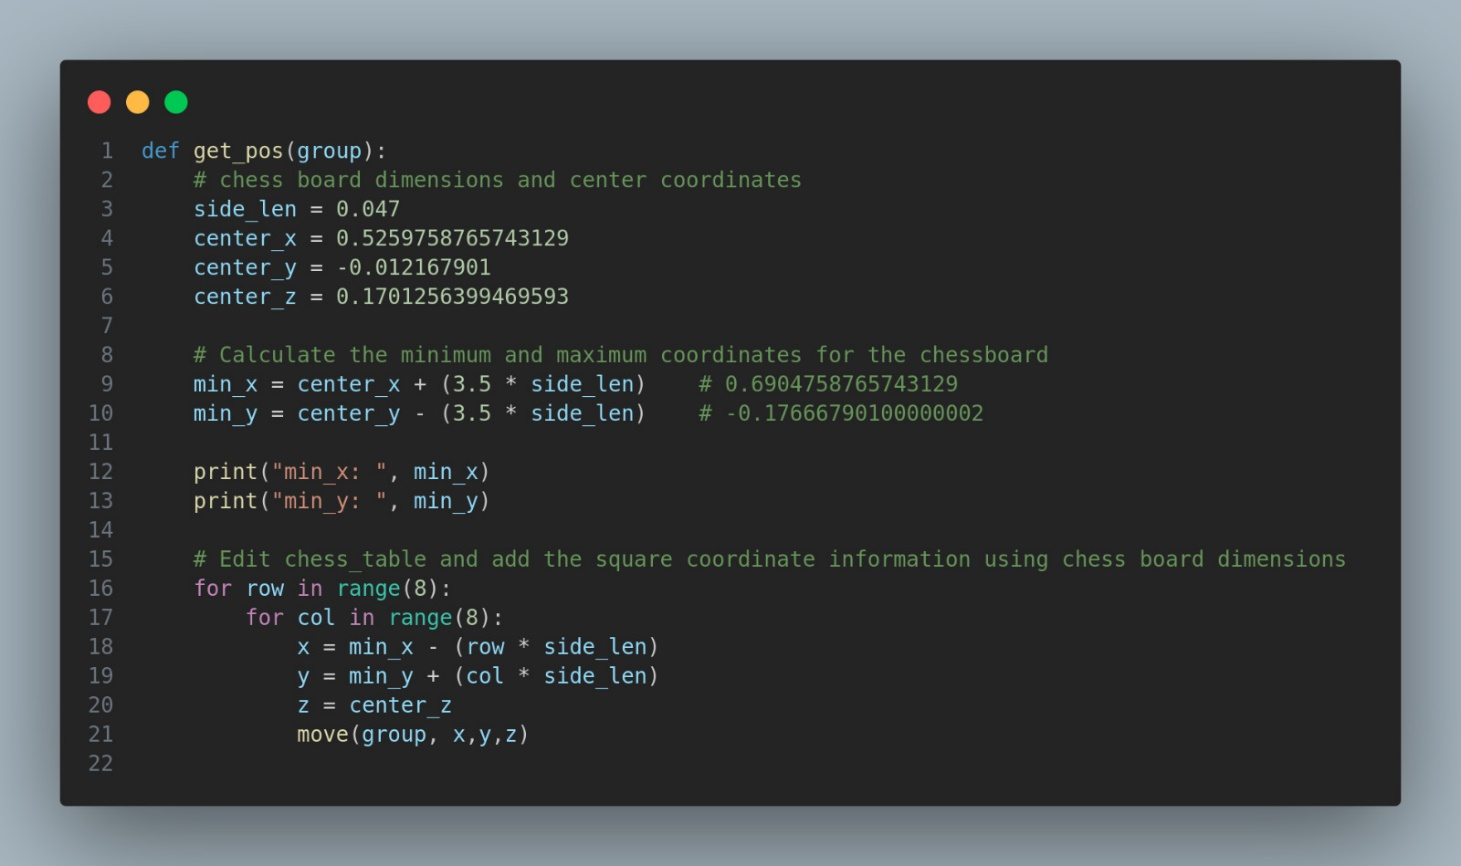 1 def get_pos(group):
2     # chess board dimensions and center coordinates
3     side_len = 0.047
4     center_x = 0.5259758765743129
5     center_y = -0.012167901
6     center_z = 0.1701256399469593
7
8     # Calculate the minimum and maximum coordinates for the chessboard
9     min_x = center_x + (3.5 * side_len)    # 0.6904758765743129
10     min_y = center_y - (3.5 * side_len)    # -0.17666790100000002
11
12     print("min_x: ", min_x)
13     print("min_y: ", min_y)
14
15     # Edit chess_table and add the square coordinate information using chess board dimensions
16     for row in range(8):
17         for col in range(8):
18             x = min_x - (row * side_len)
19             y = min_y + (col * side_len)
20             z = center_z
21             move(group, x,y,z)
22